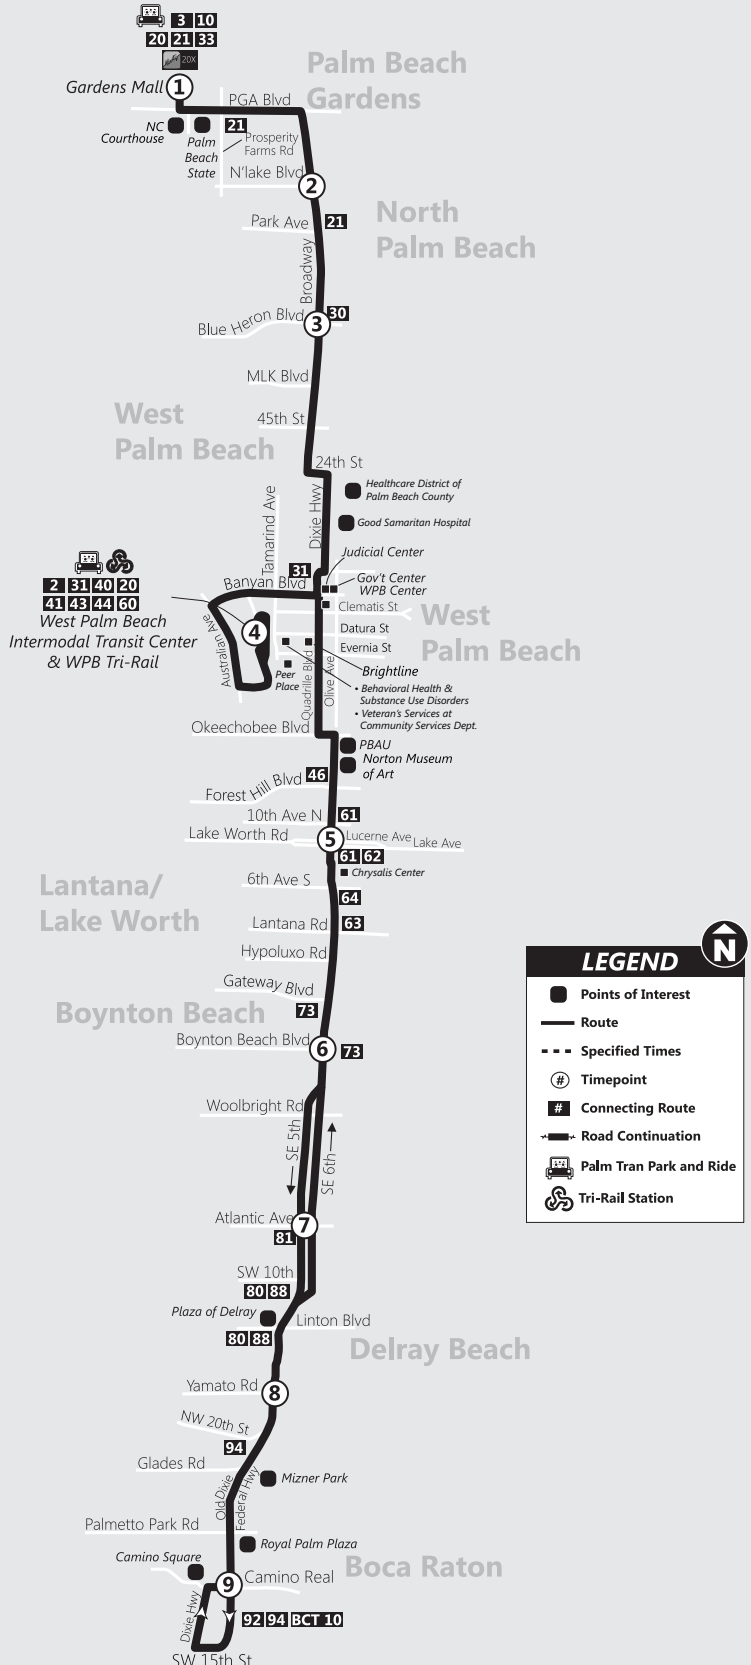 3 10
20 21 33
20X
Gardens Mall
1
Palm Beach
Gardens
PGA Blvd
NC
Courthouse
Palm
Beach
State
21
Prosperity
Farms Rd
N'lake Blvd
2
North
Palm Beach
Park Ave
21
Broadway
Blue Heron Blvd
3
30
MLK Blvd
West
Palm Beach
45th St
24th St
Healthcare District of
Palm Beach County
Dixie Hwy
Good Samaritan Hospital
Tamarind Ave
Judicial Center
31
Banyan Blvd
Gov't Center
WPB Center
2 31 40 20
41 43 44 60
West Palm Beach
Intermodal Transit Center
& WPB Tri-Rail
Clematis St
West
Palm Beach
4
Datura St
Evernia St
Australian Ave
Peer
Place
Quadrille Blvd
Olive Ave
Brightline
• Behavioral Health &
Substance Use Disorders
• Veteran's Services at
Community Services Dept.
Okeechobee Blvd
PBAU
Norton Museum
of Art
Forest Hill Blvd
46
10th Ave N
61
Lake Worth Rd
5
Lucerne Ave
Lake Ave
61 62
Chrysalis Center
6th Ave S
64
Lantana/
Lake Worth
Lantana Rd
63
Hypoluxo Rd
Gateway Blvd
73
Boynton Beach
Boynton Beach Blvd
6
73
Woolbright Rd
SE 5th
SE 6th
Atlantic Ave
7
81
SW 10th
80 88
Plaza of Delray
Linton Blvd
80 88
Delray Beach
Yamato Rd
8
NW 20th St
94
Glades Rd
Old Dixie
Federal Hwy
Mizner Park
Palmetto Park Rd
Royal Palm Plaza
Camino Square
Boca Raton
9
Camino Real
Dixie Hwy
92 94 BCT 10
SW 15th St
N
LEGEND
Points of Interest
Route
Specified Times
# Timepoint
# Connecting Route
Road Continuation
Palm Tran Park and Ride
Tri-Rail Station